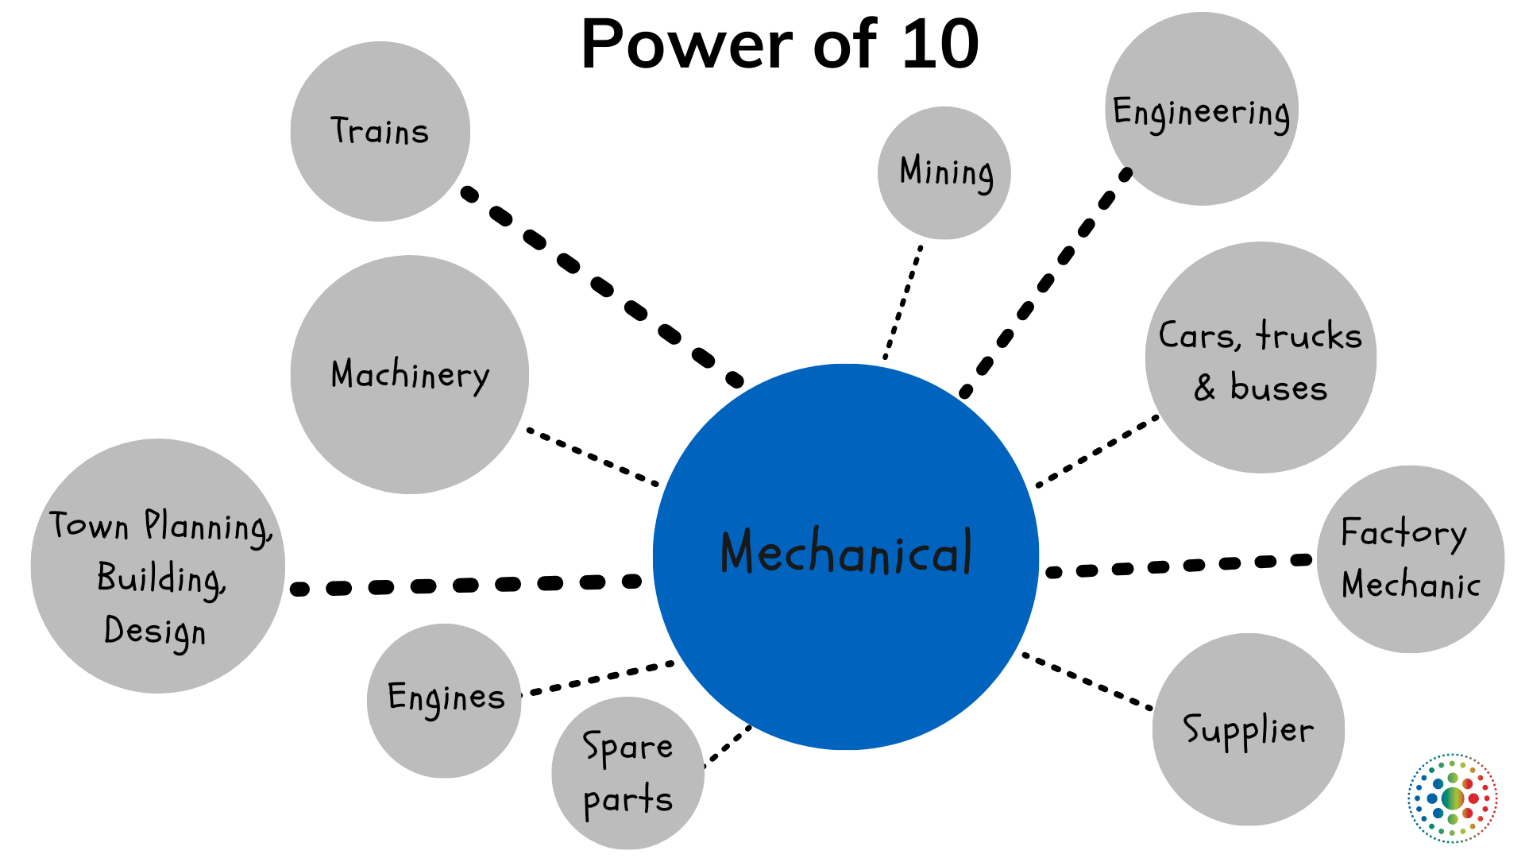 Power of 10
Trains
Mining
Engineering
Machinery
Cars, trucks
& buses
Town Planning,
Building,
Design
Mechanical
Factory
Mechanic
Engines
Spare
parts
Supplier